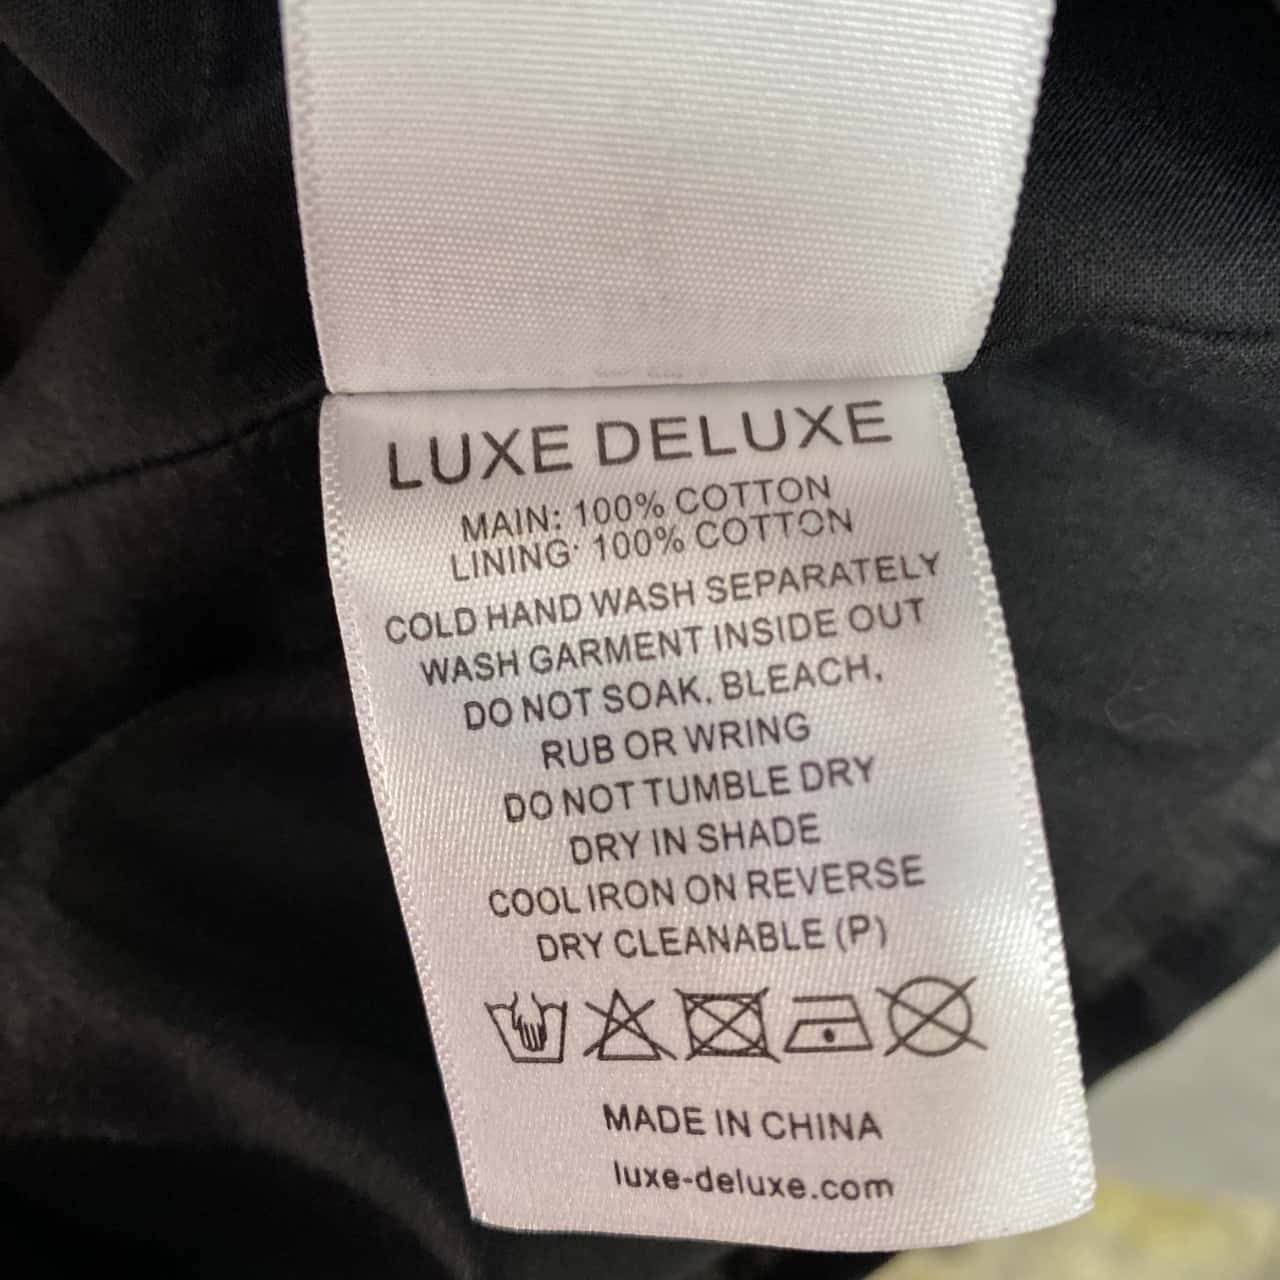 LUXE DELUXE
MAIN: 100% COTTON
LINING: 100% COTTON
COLD HAND WASH SEPARATELY
WASH GARMENT INSIDE OUT
DO NOT SOAK, BLEACH,
RUB OR WRING
DO NOT TUMBLE DRY
DRY IN SHADE
COOL IRON ON REVERSE
DRY CLEANABLE (P)
MADE IN CHINA
luxe-deluxe.com